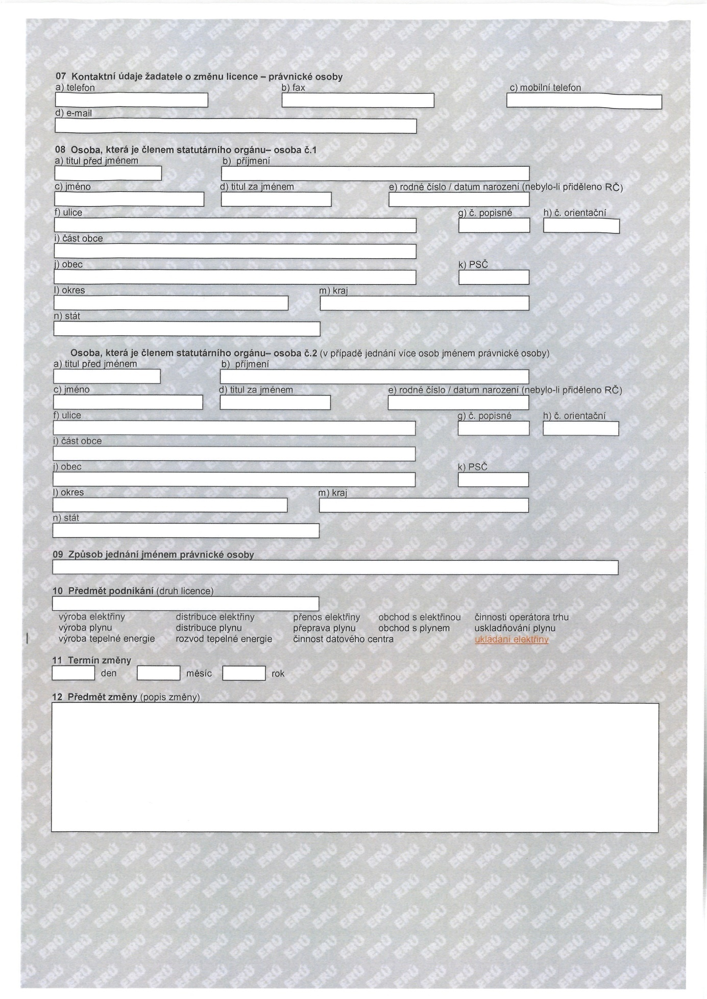 07 Kontaktní údaje žadatele o změnu licence – právnické osoby
a) telefon b) fax c) mobilní telefon
d) e-mail
08 Osoba, která je členem statutárního orgánu– osoba č.1
a) titul před jménem b) příjmení
c) jméno d) titul za jménem e) rodné číslo / datum narození (nebylo-li přiděleno RČ)
f) ulice g) č. popisné h) č. orientační
i) část obce
j) obec k) PSČ
l) okres m) kraj
n) stát
Osoba, která je členem statutárního orgánu– osoba č.2 (v případě jednání více osob jménem právnické osoby)
a) titul před jménem b) příjmení
c) jméno d) titul za jménem e) rodné číslo / datum narození (nebylo-li přiděleno RČ)
f) ulice g) č. popisné h) č. orientační
i) část obce
j) obec k) PSČ
l) okres m) kraj
n) stát
09 Způsob jednání jménem právnické osoby
10 Předmět podnikání (druh licence)
výroba elektřiny distribuce elektřiny přenos elektřiny obchod s elektřinou činnosti operátora trhu
výroba plynu distribuce plynu přeprava plynu obchod s plynem uskladňování plynu
výroba tepelné energie rozvod tepelné energie činnost datového centra ukládání elektřiny
11 Termín změny
den měsíc rok
12 Předmět změny (popis změny)